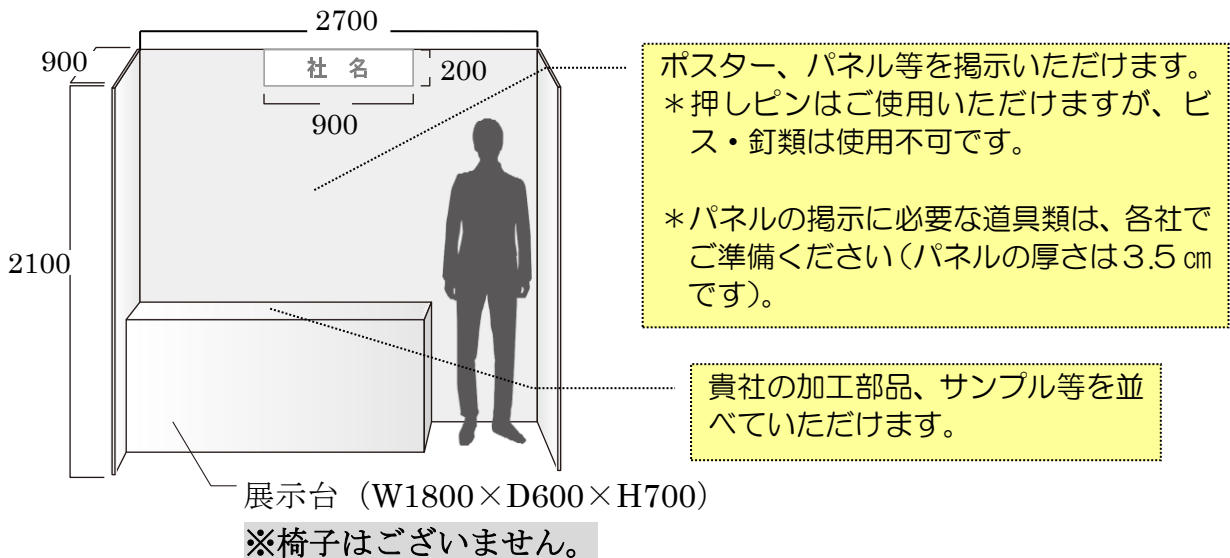 2700
900
社 名
200
900
2100
ポスター、パネル等を掲示いただけます。
＊押しピンはご使用いただけますが、ビ
ス・釘類は使用不可です。
＊パネルの掲示に必要な道具類は、各社で
ご準備ください（パネルの厚さは３.５㎝
です）。
貴社の加工部品、サンプル等を並
べていただけます。
展示台（W1800×D600×H700）
※椅子はございません。